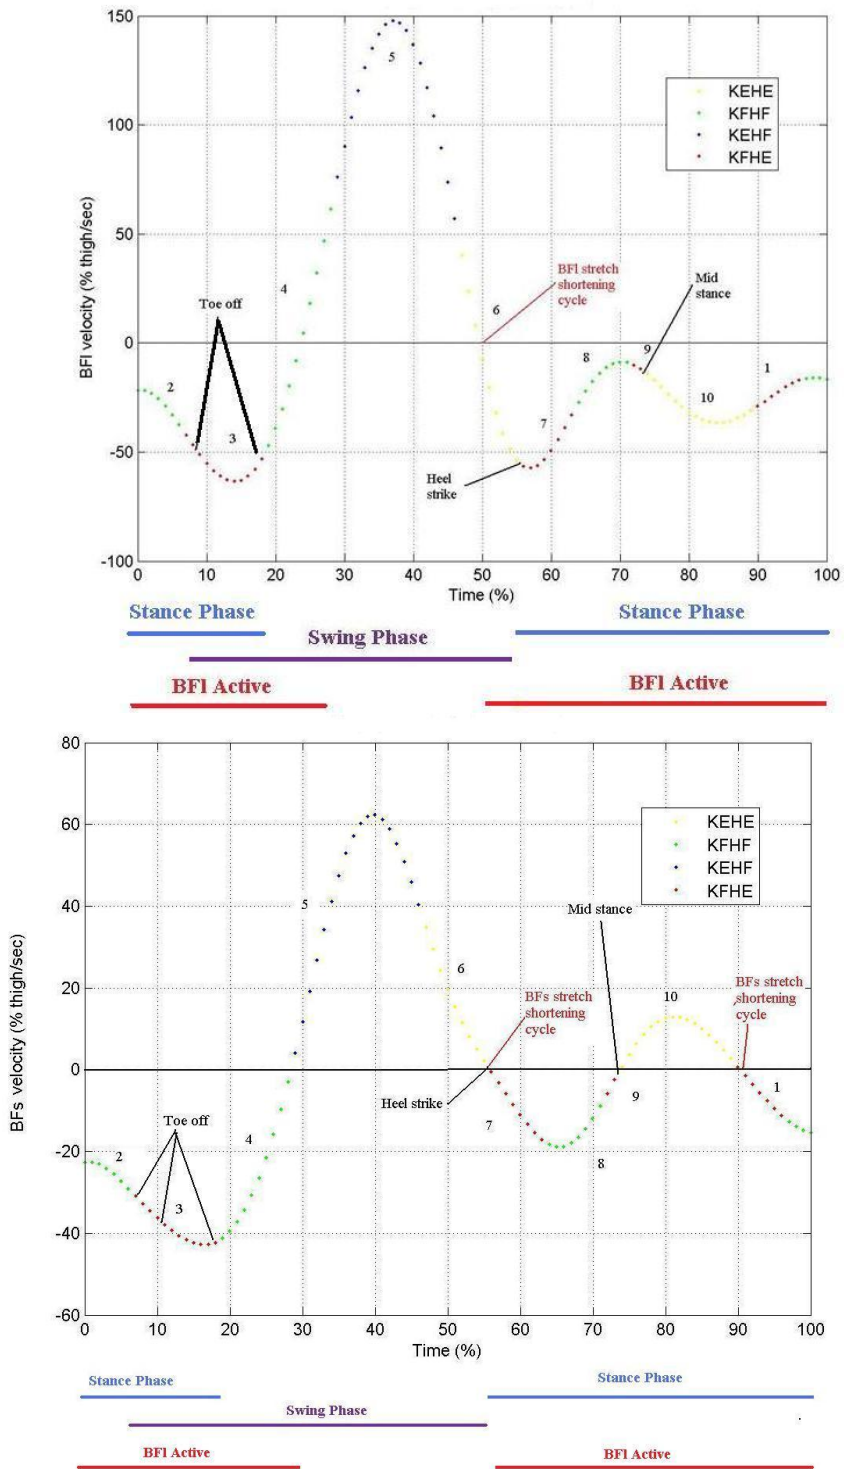 150
100
50
0
-50
-100
BFl velocity (% thigh/sec)
KEHE
KFHF
KEHF
KFHE
5
4
Toe off
2
3
BFl stretch
shortening
cycle
6
Mid
stance
8
9
1
7
10
Heel
strike
0 10 20 30 40 50 60 70 80 90 100
Time (%)
Stance Phase
Stance Phase
Swing Phase
BFl Active
BFl Active
80
60
40
20
0
-20
-40
-60
BFs velocity (% thigh/sec)
KEHE
KFHF
KEHF
KFHE
5
Mid stance
6
BFs stretch
shortening
cycle
10
BFs stretch
shortening
cycle
Heel strike
7
9
1
Toe off
2
4
8
3
0 10 20 30 40 50 60 70 80 90 100
Time (%)
Stance Phase
Stance Phase
Swing Phase
BFl Active
BFl Active